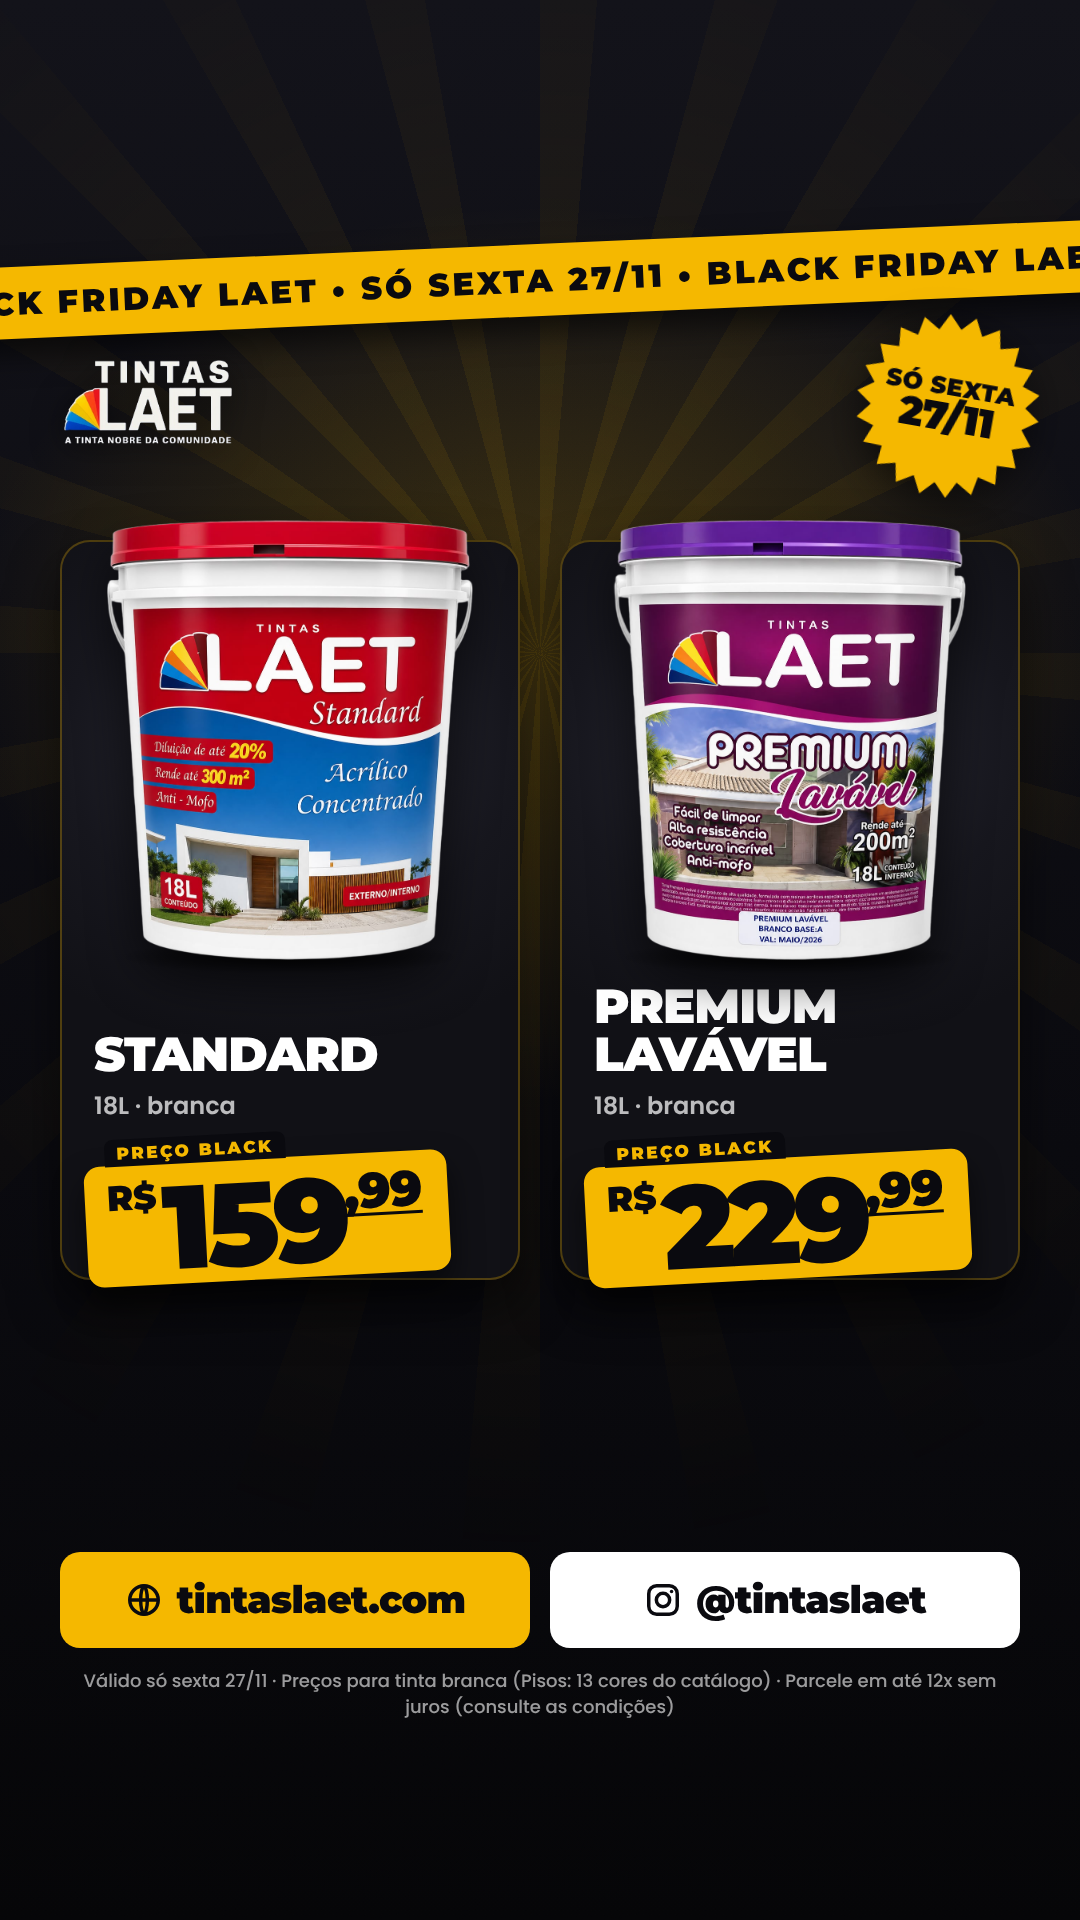 CK FRIDAY LAET • SÓ SEXTA 27/11 • BLACK FRIDAY LAE
TINTAS
LAET
A TINTA NOBRE DA COMUNIDADE
SÓ SEXTA
27/11
TINTAS
LAET
Standard
Diluição de até 20%
Rende até 300 m²
Anti - Mofo
Acrílico
Concentrado
18L
CONTEÚDO
EXTERNO/INTERNO
TINTAS
LAET
PREMIUM
Lavável
Fácil de limpar
Alta resistência
Cobertura incrível
Anti-mofo
Rende até
200m²
18L CONTEÚDO
INTERNO
PREMIUM LAVÁVEL
BRANCO BASE:A
VAL: MAIO/2026
STANDARD
18L · branca
PREÇO BLACK
R$159,99
PREMIUM
LAVÁVEL
18L · branca
PREÇO BLACK
R$229,99
tintaslaet.com
@tintaslaet
Válido só sexta 27/11 · Preços para tinta branca (Pisos: 13 cores do catálogo) · Parcele em até 12x sem
juros (consulte as condições)